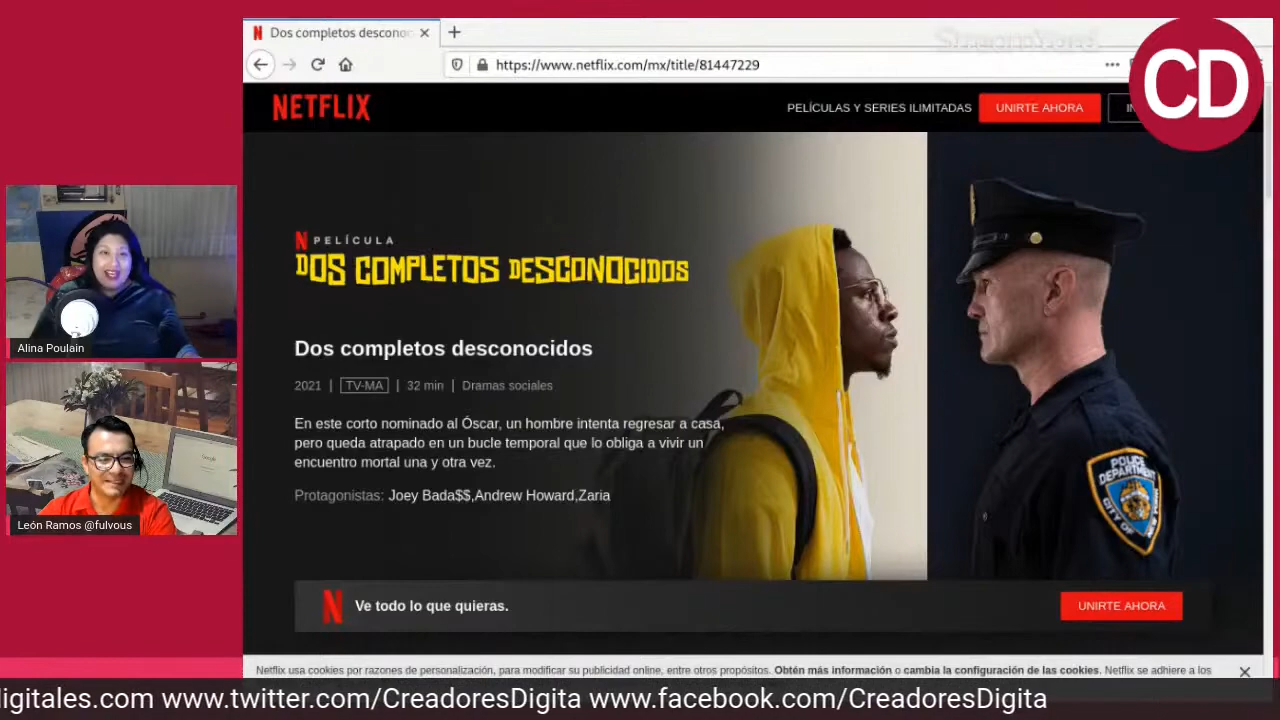 Dos completos descono
https://www.netflix.com/mx/title/81447229
StreamYard
CD
NETFLIX
PELÍCULAS Y SERIES ILIMITADAS
UNIRTE AHORA
N PELÍCULA
DOS COMPLETOS DESCONOCIDOS
Dos completos desconocidos
2021 | TV-MA | 32 min | Dramas sociales
En este corto nominado al Óscar, un hombre intenta regresar a casa,
pero queda atrapado en un bucle temporal que lo obliga a vivir un
encuentro mortal una y otra vez.
Protagonistas: Joey Bada$$,Andrew Howard,Zaria
POLICE
DEPARTMENT
CITY OF
Alina Poulain
Google
León Ramos @fulvous
N
Ve todo lo que quieras.
UNIRTE AHORA
Netflix usa cookies por razones de personalización, para modificar su publicidad online, entre otros propósitos. Obtén más información o cambia la configuración de las cookies. Netflix se adhiere a los
digitales.com www.twitter.com/CreadoresDigita www.facebook.com/CreadoresDigita